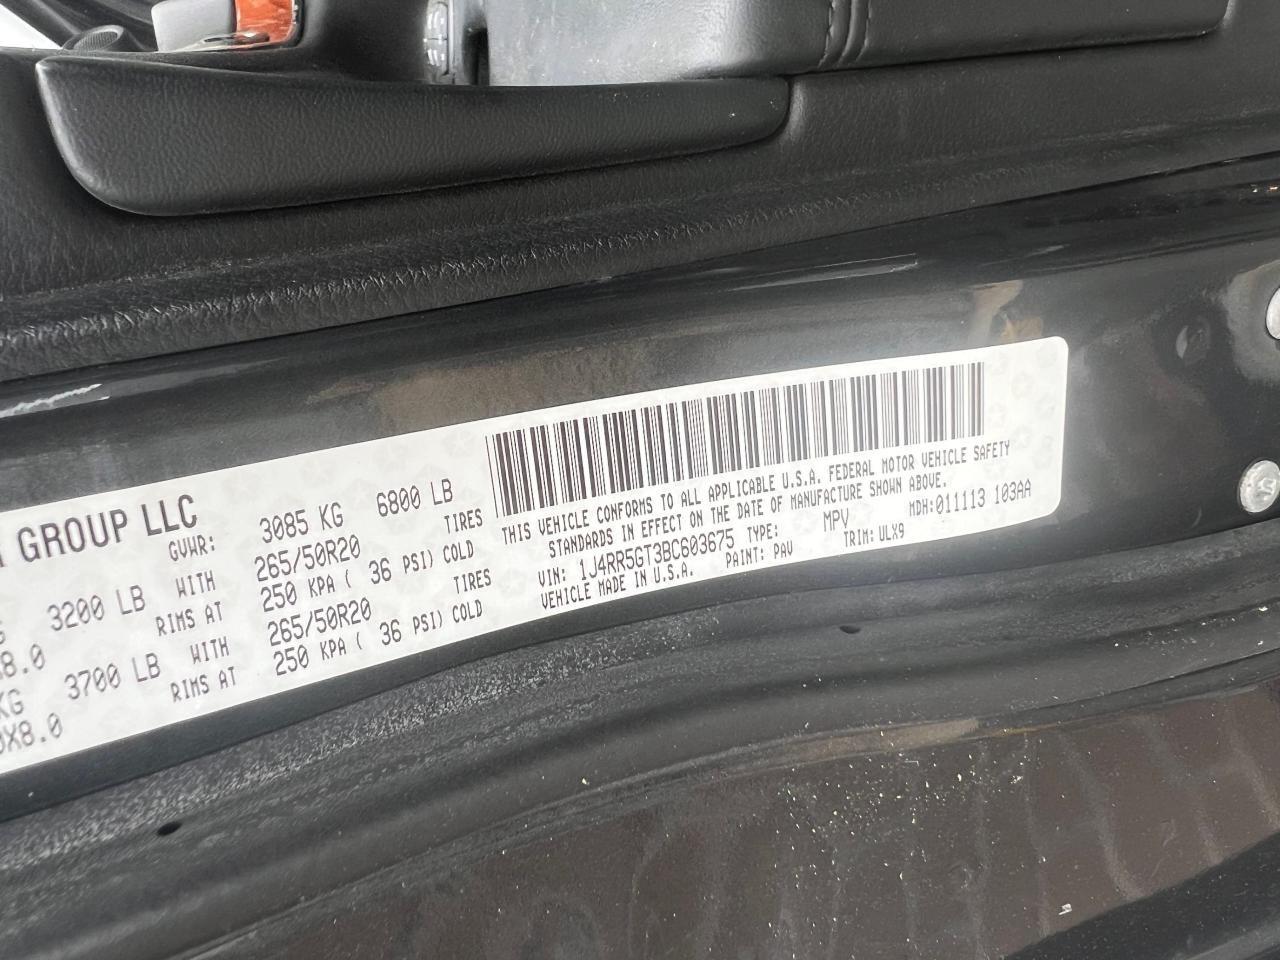 GROUP LLC
GVWR: 3085 KG 6800 LB
3200 LB WITH 265/50R20 TIRES
X8.0 RIMS AT 250 KPA ( 36 PSI) COLD
KG 3700 LB WITH 265/50R20 TIRES
X8.0 RIMS AT 250 KPA ( 36 PSI) COLD
THIS VEHICLE CONFORMS TO ALL APPLICABLE U.S.A. FEDERAL MOTOR VEHICLE SAFETY
STANDARDS IN EFFECT ON THE DATE OF MANUFACTURE SHOWN ABOVE.
VIN: 1J4RR5GT3BC603675 TYPE: MPV MDH:011113 103AA
VEHICLE MADE IN U.S.A. PAINT: PAV TRIM: ULX9